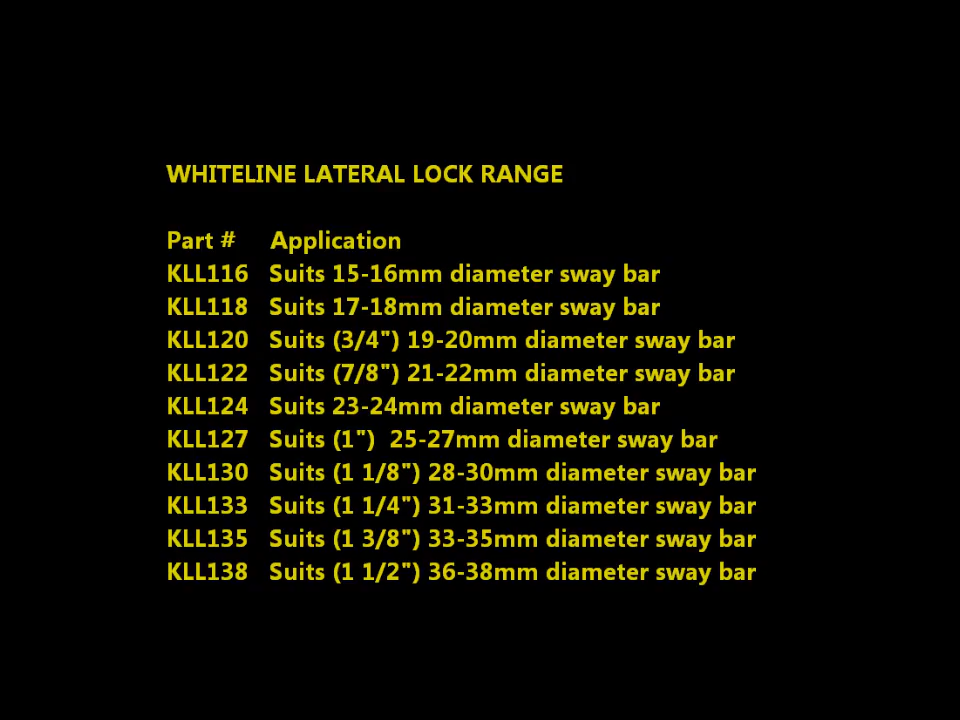 WHITELINE LATERAL LOCK RANGE
Part # Application
KLL116 Suits 15-16mm diameter sway bar
KLL118 Suits 17-18mm diameter sway bar
KLL120 Suits (3/4") 19-20mm diameter sway bar
KLL122 Suits (7/8") 21-22mm diameter sway bar
KLL124 Suits 23-24mm diameter sway bar
KLL127 Suits (1")  25-27mm diameter sway bar
KLL130 Suits (1 1/8") 28-30mm diameter sway bar
KLL133 Suits (1 1/4") 31-33mm diameter sway bar
KLL135 Suits (1 3/8") 33-35mm diameter sway bar
KLL138 Suits (1 1/2") 36-38mm diameter sway bar